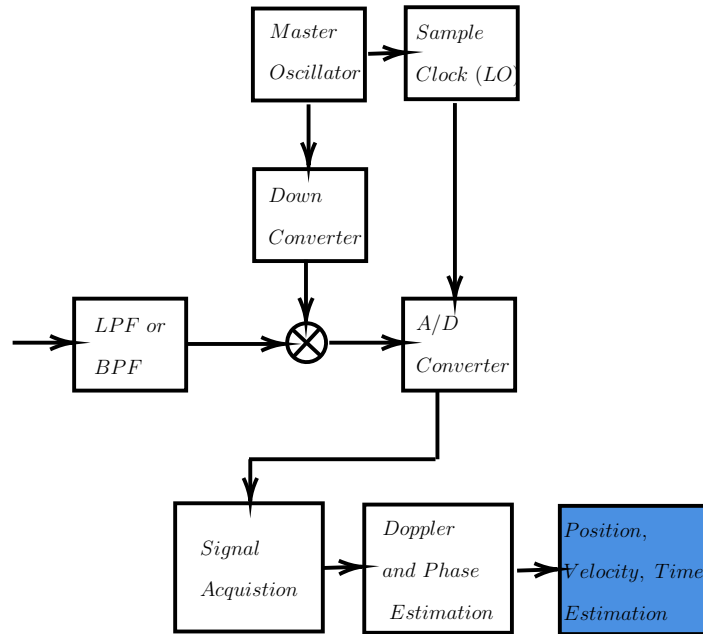 Master
Oscillator
Sample
Clock (LO)
Down
Converter
LPF or
BPF
A/D
Converter
Signal
Acquistion
Doppler
and Phase
Estimation
Position,
Velocity, Time
Estimation